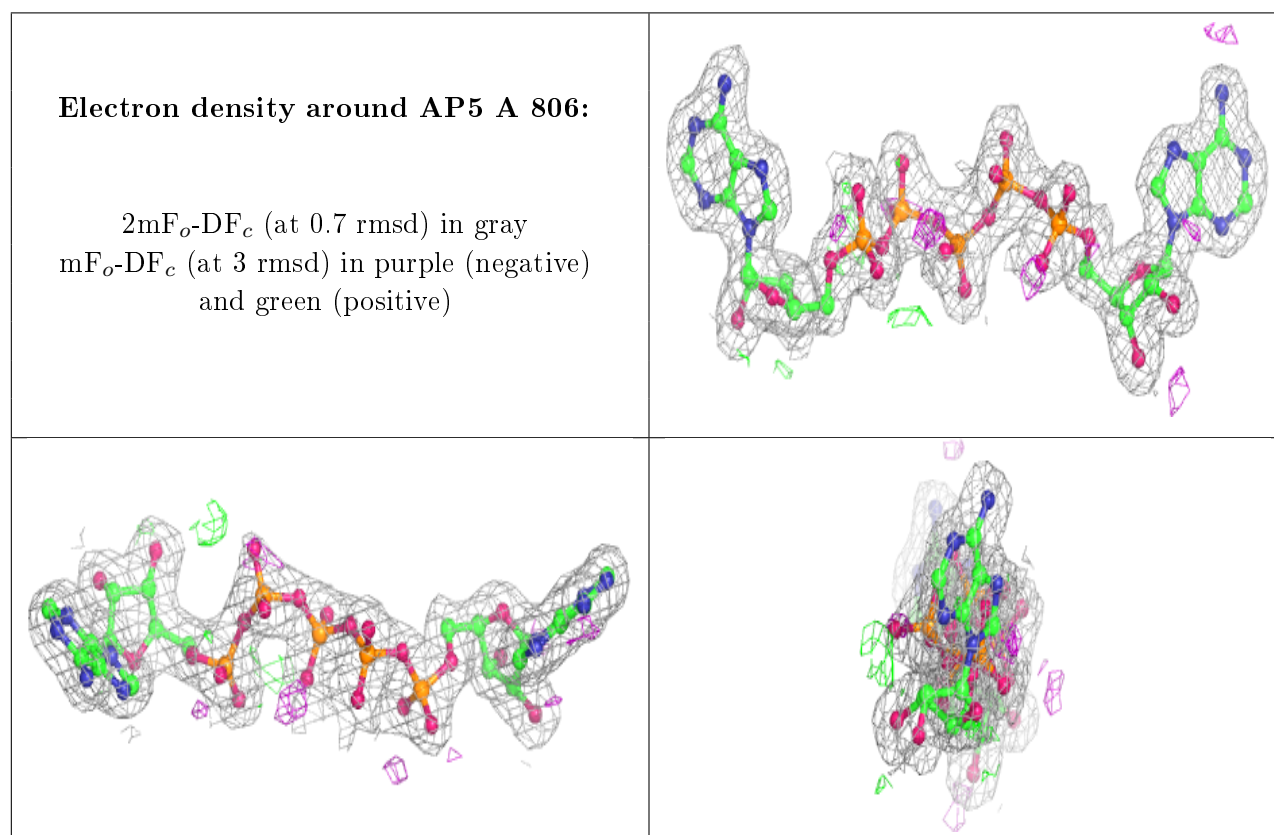 Electron density around AP5 A 806:
2mFo-DFc (at 0.7 rmsd) in gray
mFo-DFc (at 3 rmsd) in purple (negative)
and green (positive)